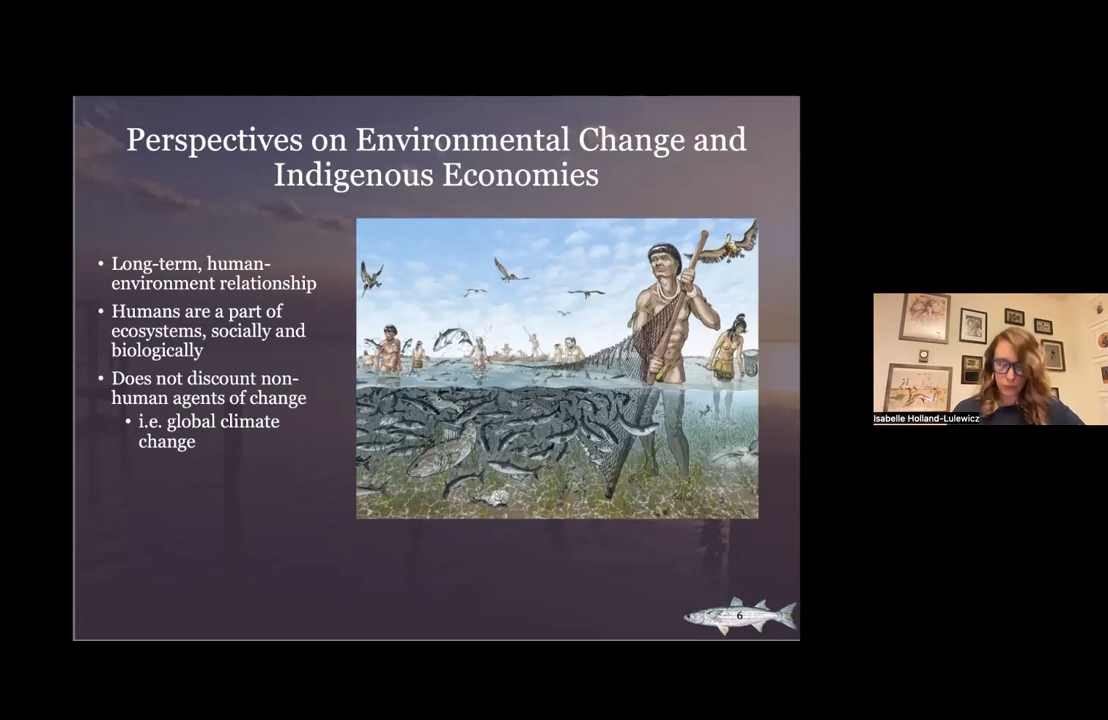 Perspectives on Environmental Change and
Indigenous Economies
• Long-term, human-
environment relationship
• Humans are a part of
ecosystems, socially and
biologically
• Does not discount non-
human agents of change
• i.e. global climate
change
6
Isabelle Holland-Lulewicz